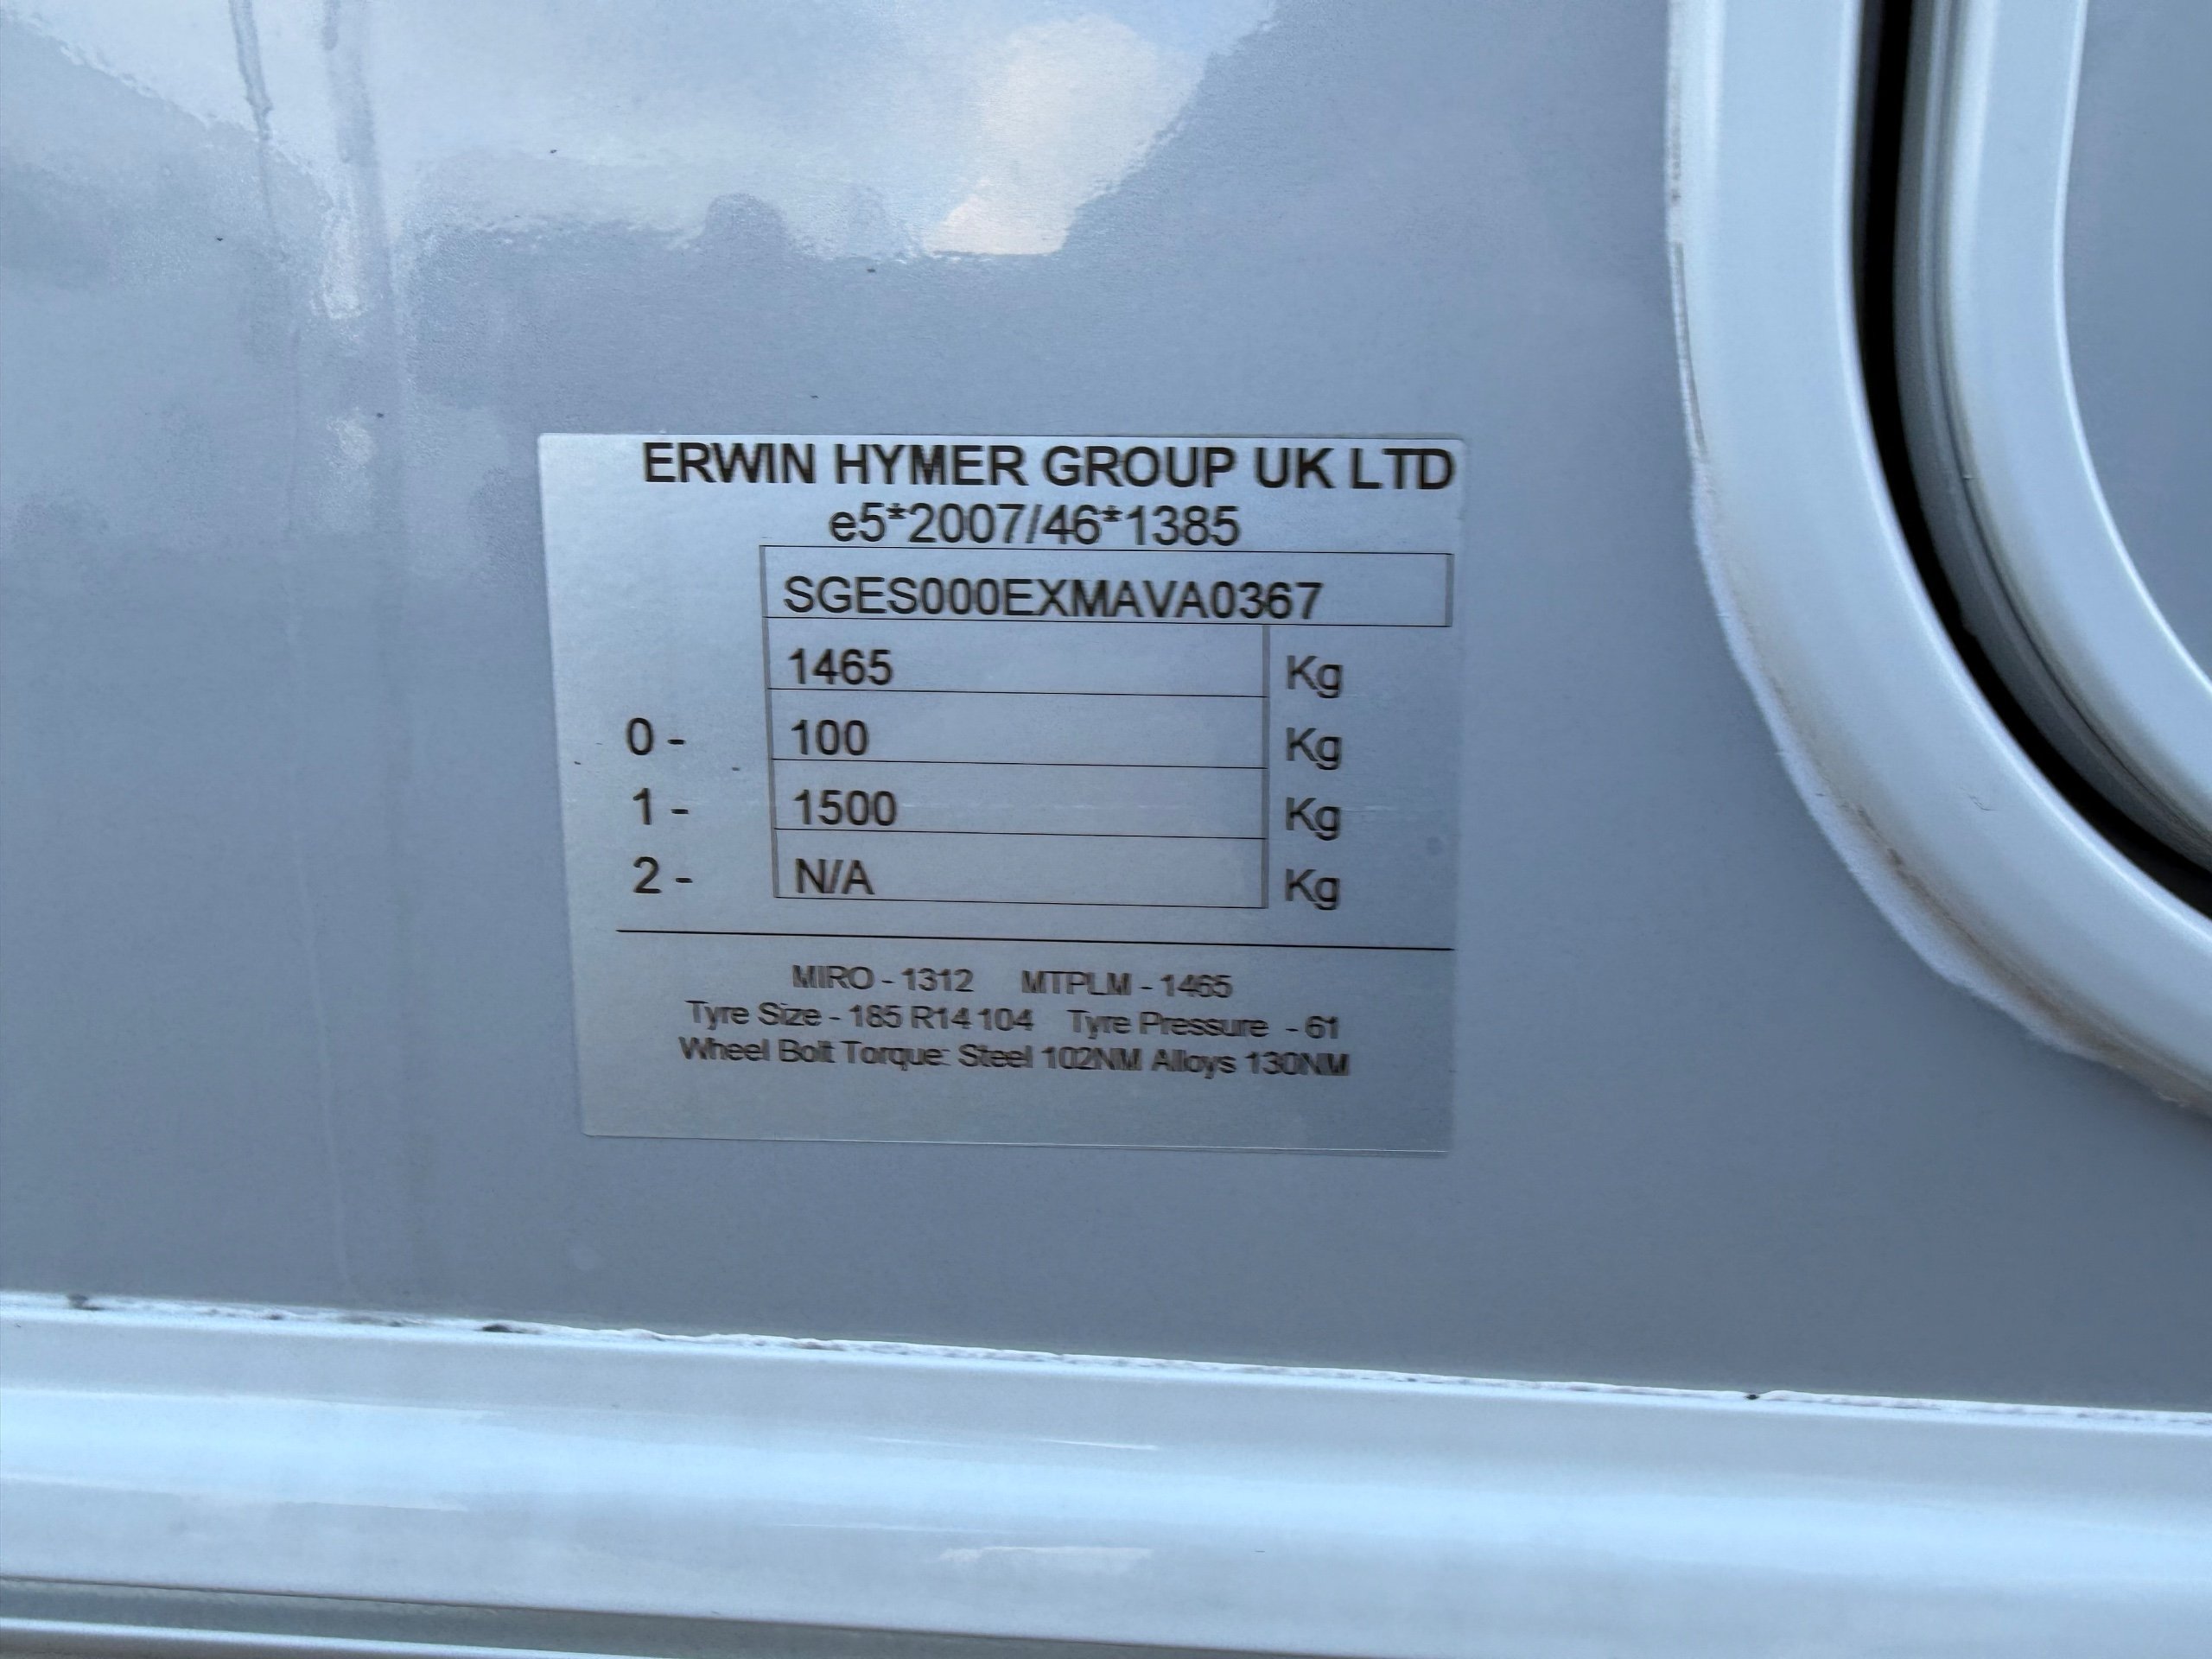 ERWIN HYMER GROUP UK LTD
e5*2007/46*1385
SGES000EXMAVA0367
1465 Kg
0 - 100 Kg
1 - 1500 Kg
2 - N/A Kg
MIRO - 1312 MTPLM - 1465
Tyre Size - 185 R14 104 Tyre Pressure - 61
Wheel Bolt Torque: Steel 102NM Alloys 130NM